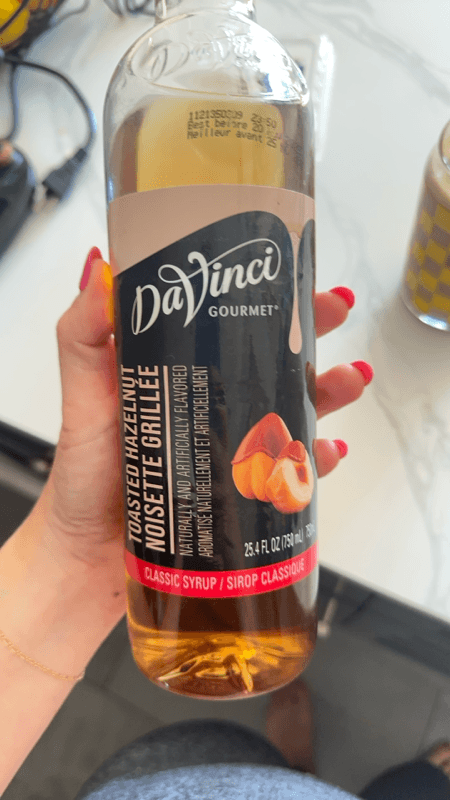 1121350309
Best before
Meilleur avant
DaVinci
GOURMET®
TOASTED HAZELNUT
NOISETTE GRILLÉE
NATURALLY AND ARTIFICIALLY FLAVORED
AROMATISÉ NATURELLEMENT ET ARTIFICIELLEMENT
25.4 FL OZ (750 mL)
CLASSIC SYRUP / SIROP CLASSIQUE